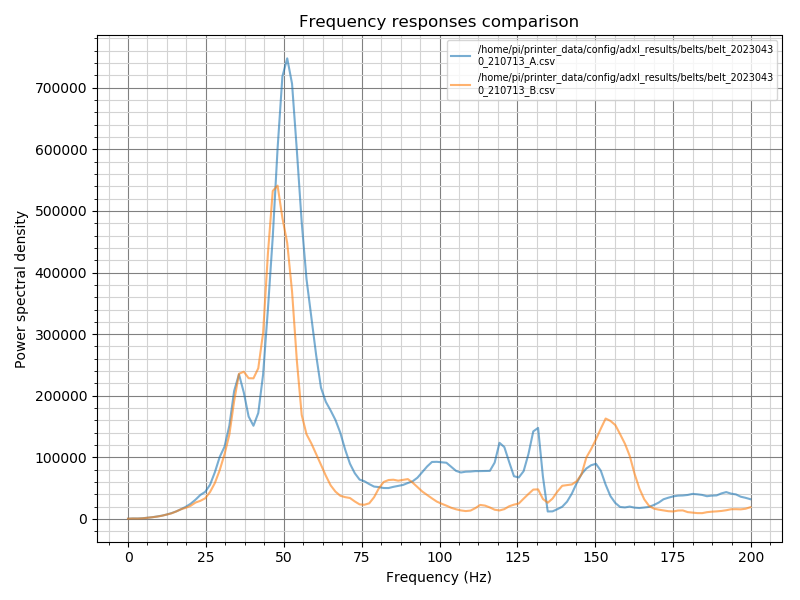 Frequency responses comparison
/home/pi/printer_data/config/adxl_results/belts/belt_2023043
0_210713_A.csv
/home/pi/printer_data/config/adxl_results/belts/belt_2023043
0_210713_B.csv
700000
600000
500000
400000
300000
200000
100000
0
Power spectral density
0 25 50 75 100 125 150 175 200
Frequency (Hz)